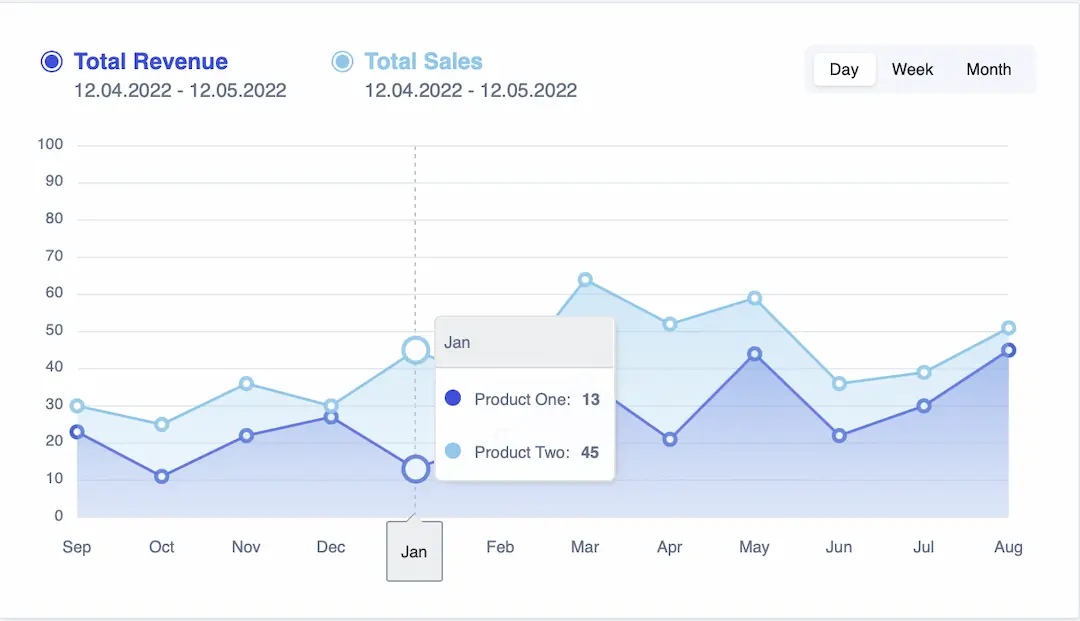 Total Revenue
12.04.2022 - 12.05.2022
Total Sales
12.04.2022 - 12.05.2022
Day Week Month
100
90
80
70
60
50
40
30
20
10
0
Jan
Product One: 13
Product Two: 45
Sep Oct Nov Dec Jan Feb Mar Apr May Jun Jul Aug